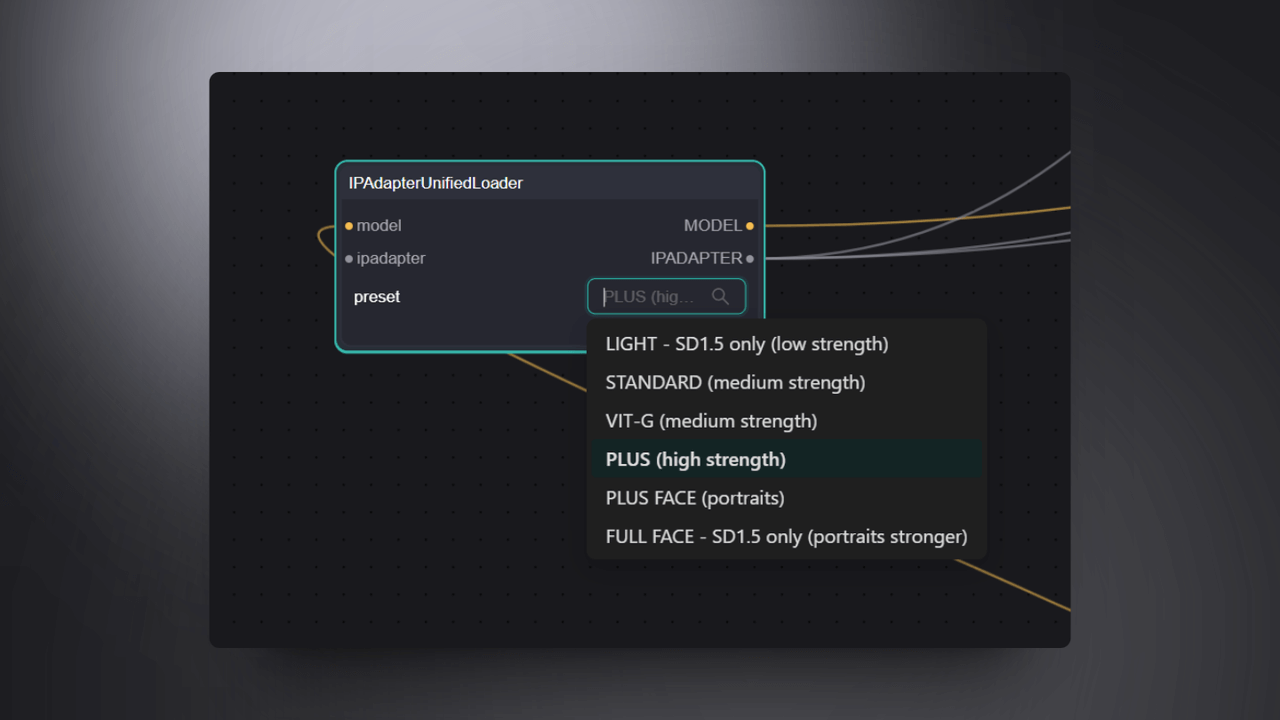 IPAdapterUnifiedLoader
model MODEL
ipadapter IPADAPTER
preset PLUS (hig...
LIGHT - SD1.5 only (low strength)
STANDARD (medium strength)
VIT-G (medium strength)
PLUS (high strength)
PLUS FACE (portraits)
FULL FACE - SD1.5 only (portraits stronger)